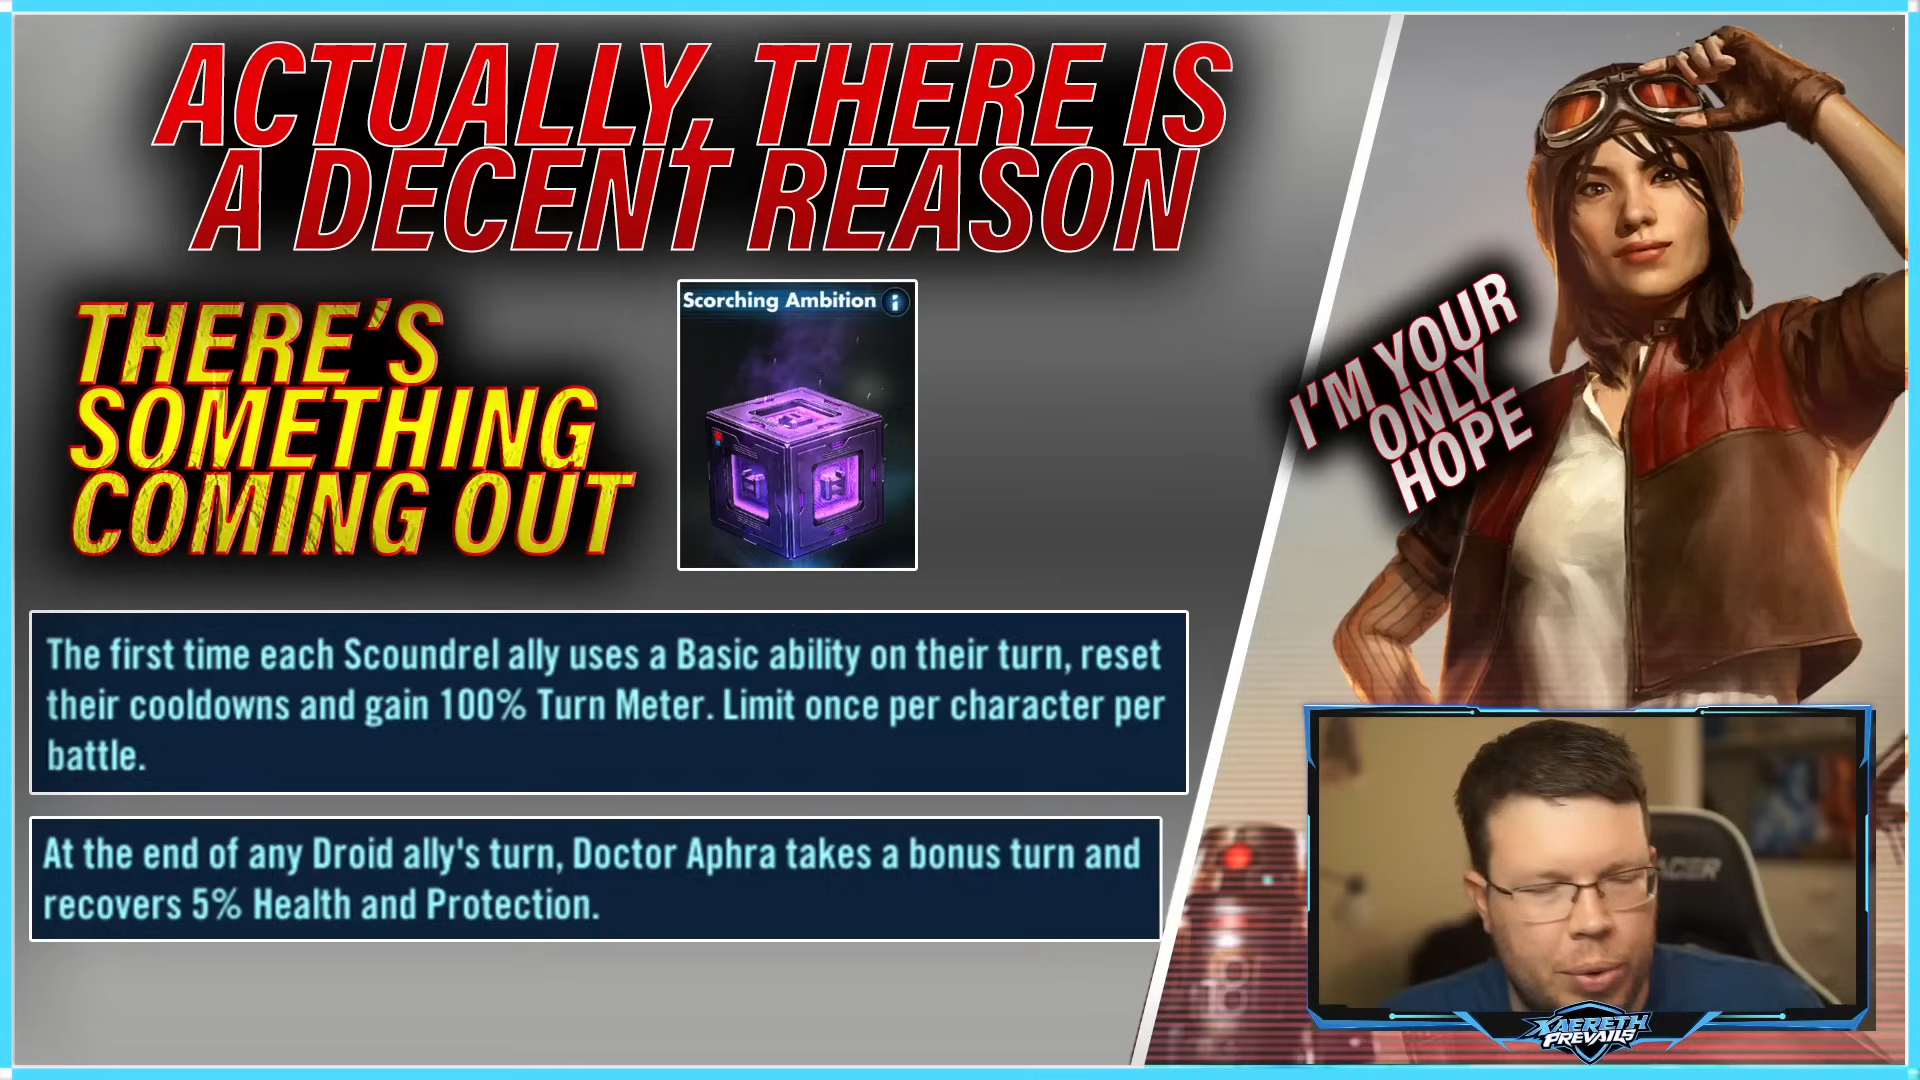 ACTUALLY, THERE IS
A DECENT REASON
THERE'S
SOMETHING
COMING OUT
Scorching Ambition
I'M YOUR
ONLY
HOPE
The first time each Scoundrel ally uses a Basic ability on their turn, reset
their cooldowns and gain 100% Turn Meter. Limit once per character per
battle.
At the end of any Droid ally's turn, Doctor Aphra takes a bonus turn and
recovers 5% Health and Protection.
ACER
XAERETH
PREVAILS